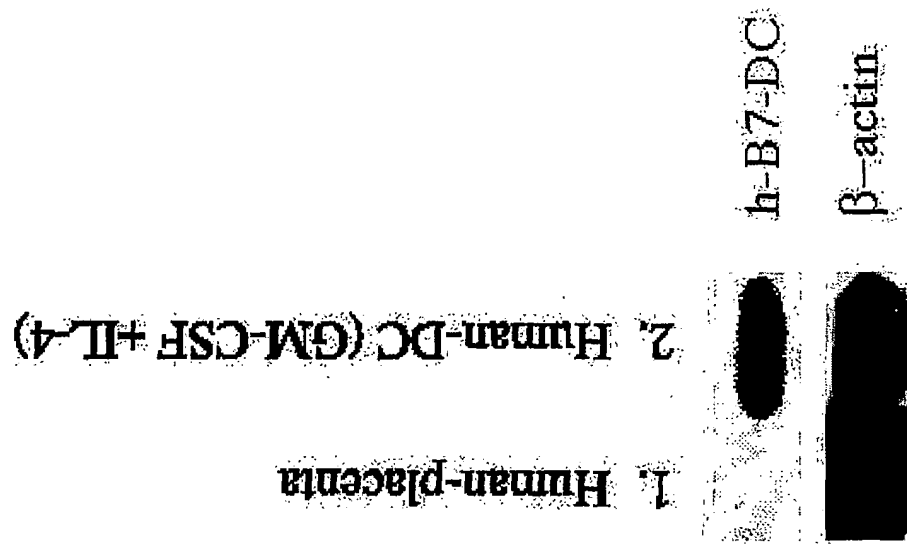 1. Human-placenta
2. Human-DC (GM-CSF+IL-4)
h-B7-DC
β-actin